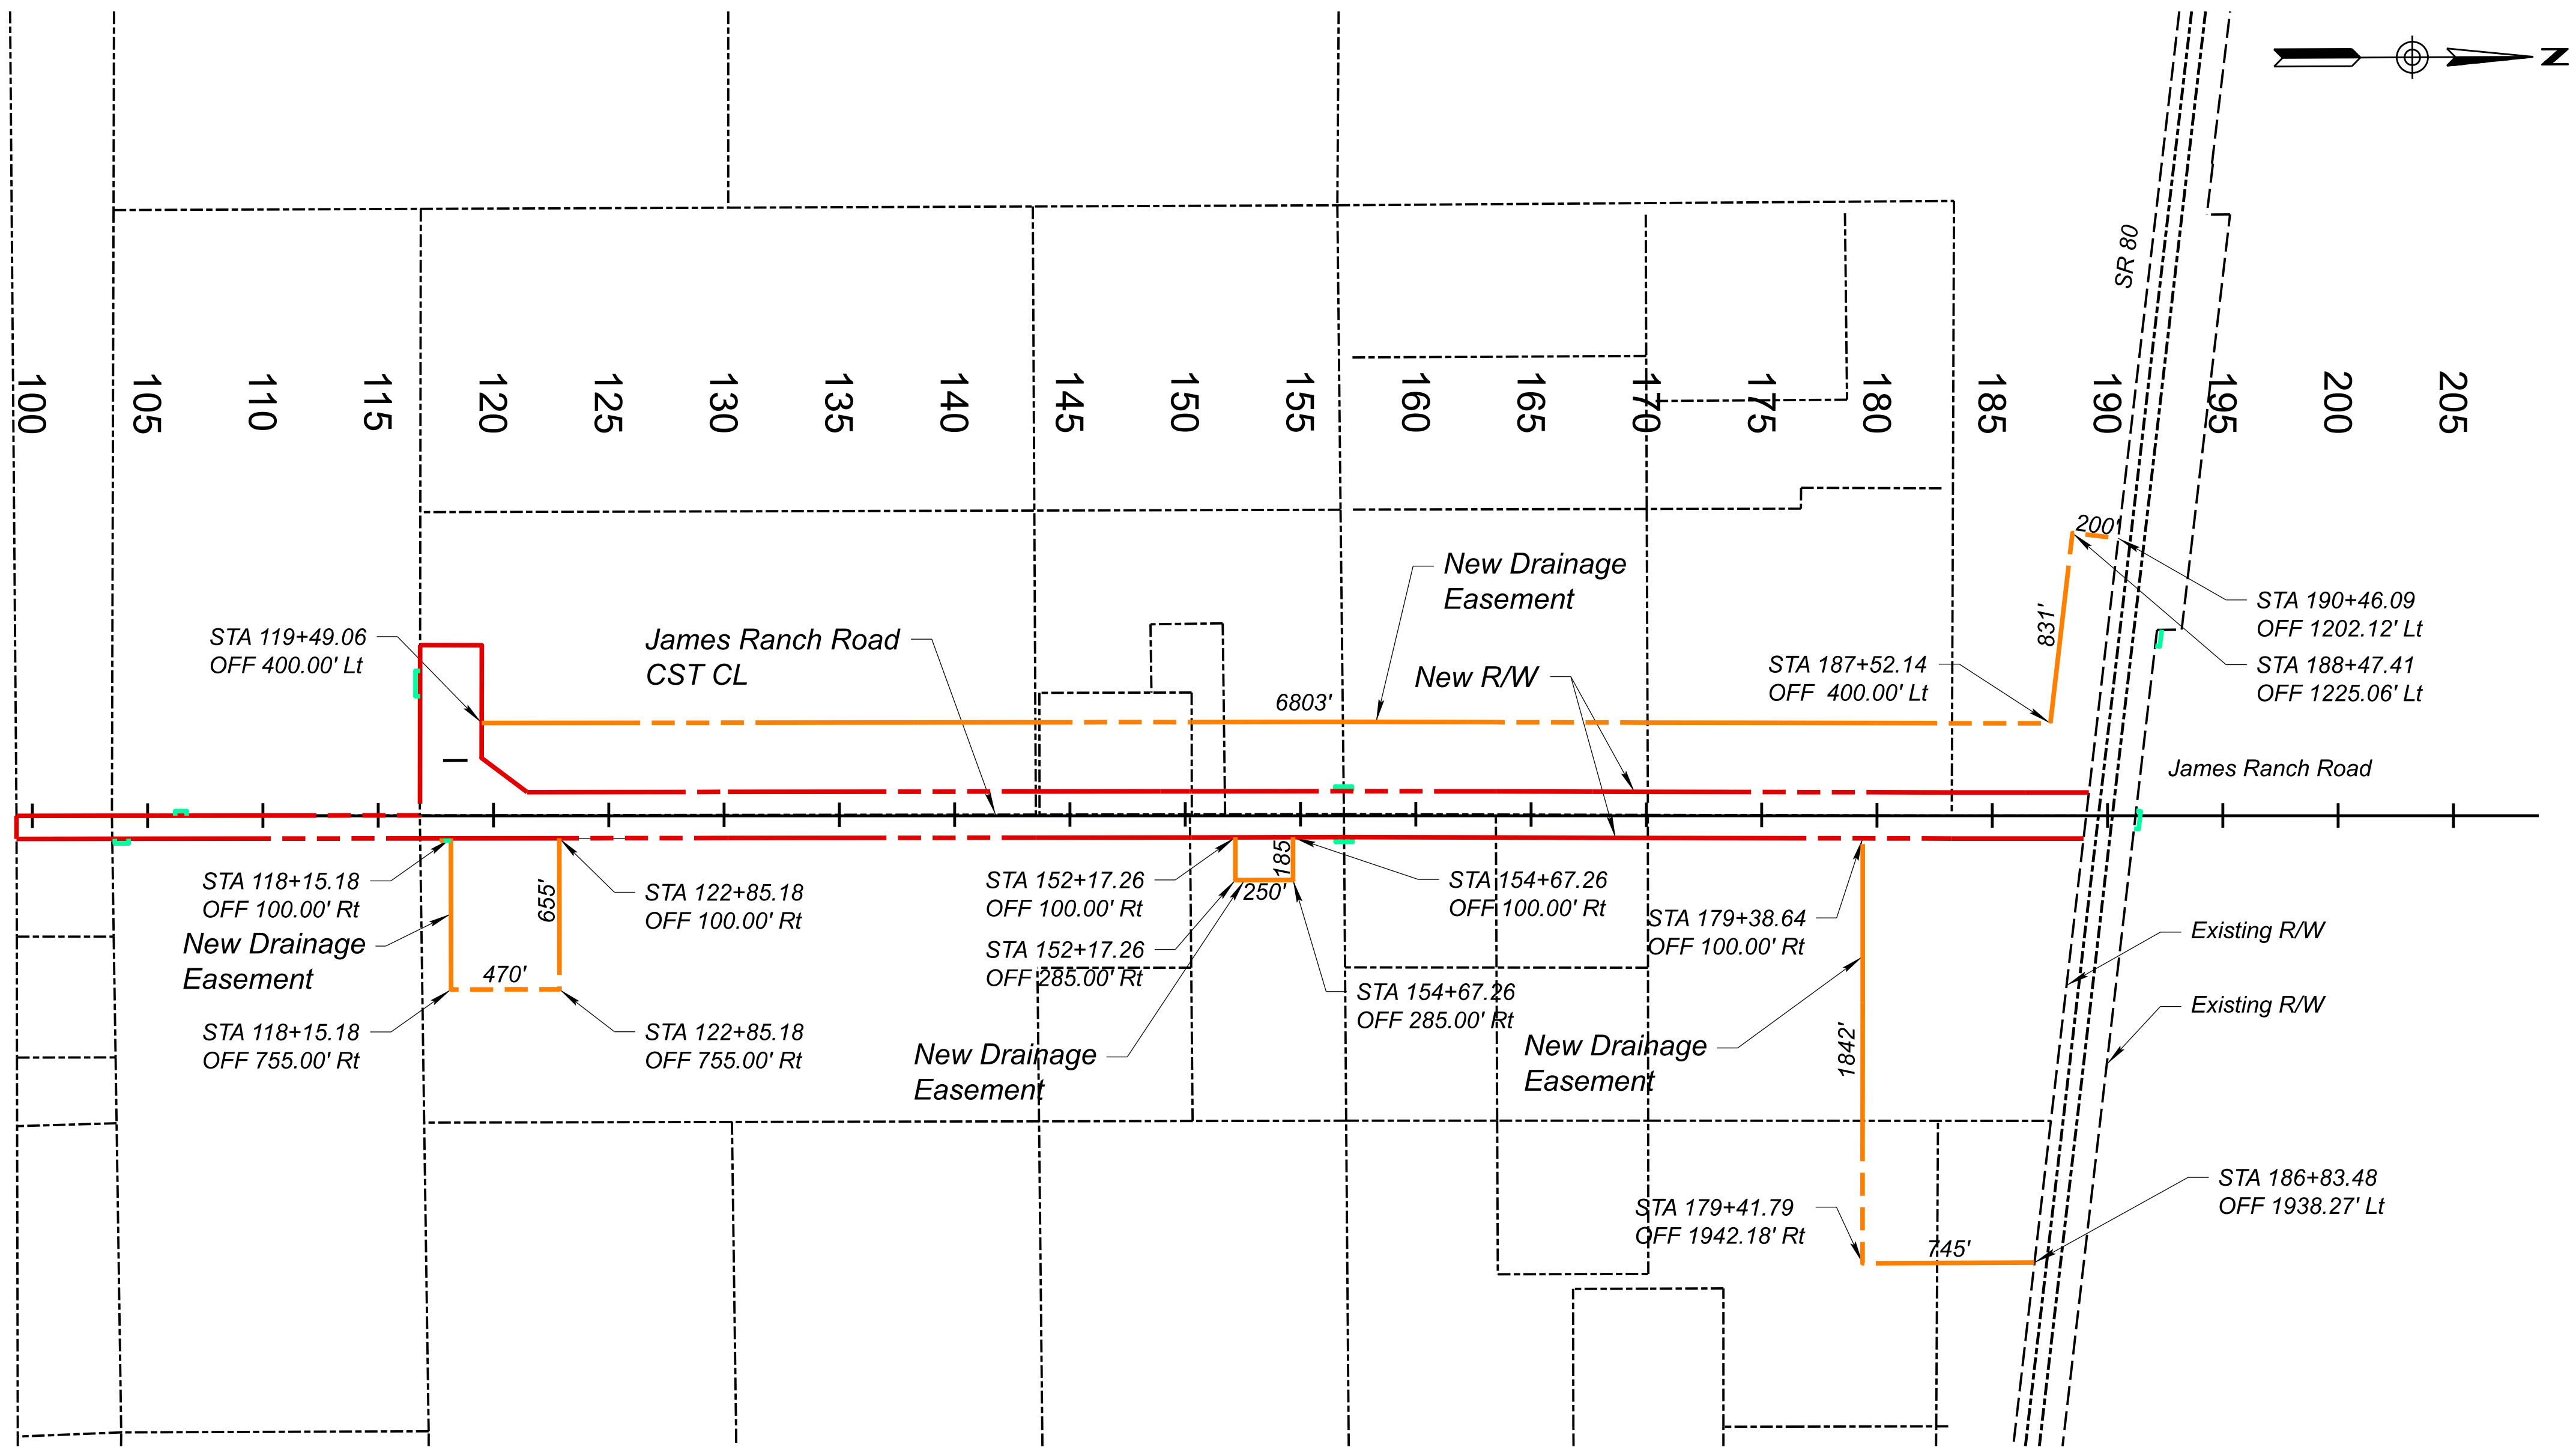 N
SR 80
100
105
110
115
120
125
130
135
140
145
150
155
160
165
170
175
180
185
190
195
200
205
200'
831'
STA 190+46.09
OFF 1202.12' Lt
STA 188+47.41
OFF 1225.06' Lt
New Drainage
Easement
STA 119+49.06
OFF 400.00' Lt
James Ranch Road
CST CL
New R/W
STA 187+52.14
OFF 400.00' Lt
6803'
James Ranch Road
STA 118+15.18
OFF 100.00' Rt
New Drainage
Easement
655'
470'
STA 122+85.18
OFF 100.00' Rt
STA 118+15.18
OFF 755.00' Rt
STA 122+85.18
OFF 755.00' Rt
STA 152+17.26
OFF 100.00' Rt
185'
250'
STA 154+67.26
OFF 100.00' Rt
STA 152+17.26
OFF 285.00' Rt
STA 154+67.26
OFF 285.00' Rt
New Drainage
Easement
STA 179+38.64
OFF 100.00' Rt
New Drainage
Easement
1842'
Existing R/W
Existing R/W
STA 179+41.79
OFF 1942.18' Rt
745'
STA 186+83.48
OFF 1938.27' Lt